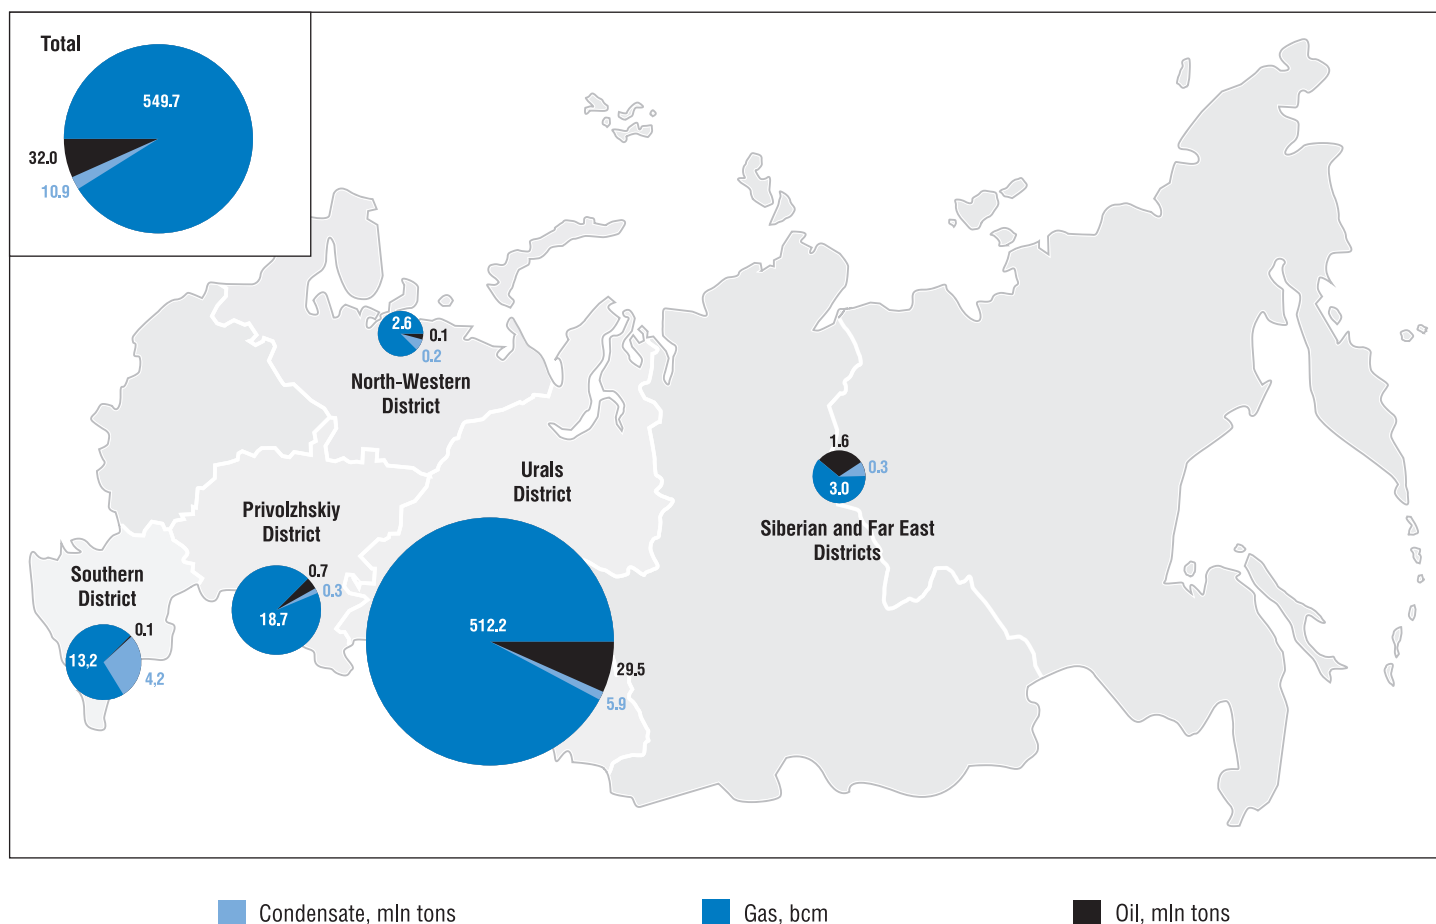 Total
549.7
32.0
10.9
2.6
0.1
0.2
North-Western
District
Urals
District
1.6
0.3
3.0
Siberian and Far East
Districts
Privolzhskiy
District
0.7
0.3
18.7
Southern
District
0.1
13,2
4,2
512.2
29.5
5.9
Condensate, mln tons
Gas, bcm
Oil, mln tons